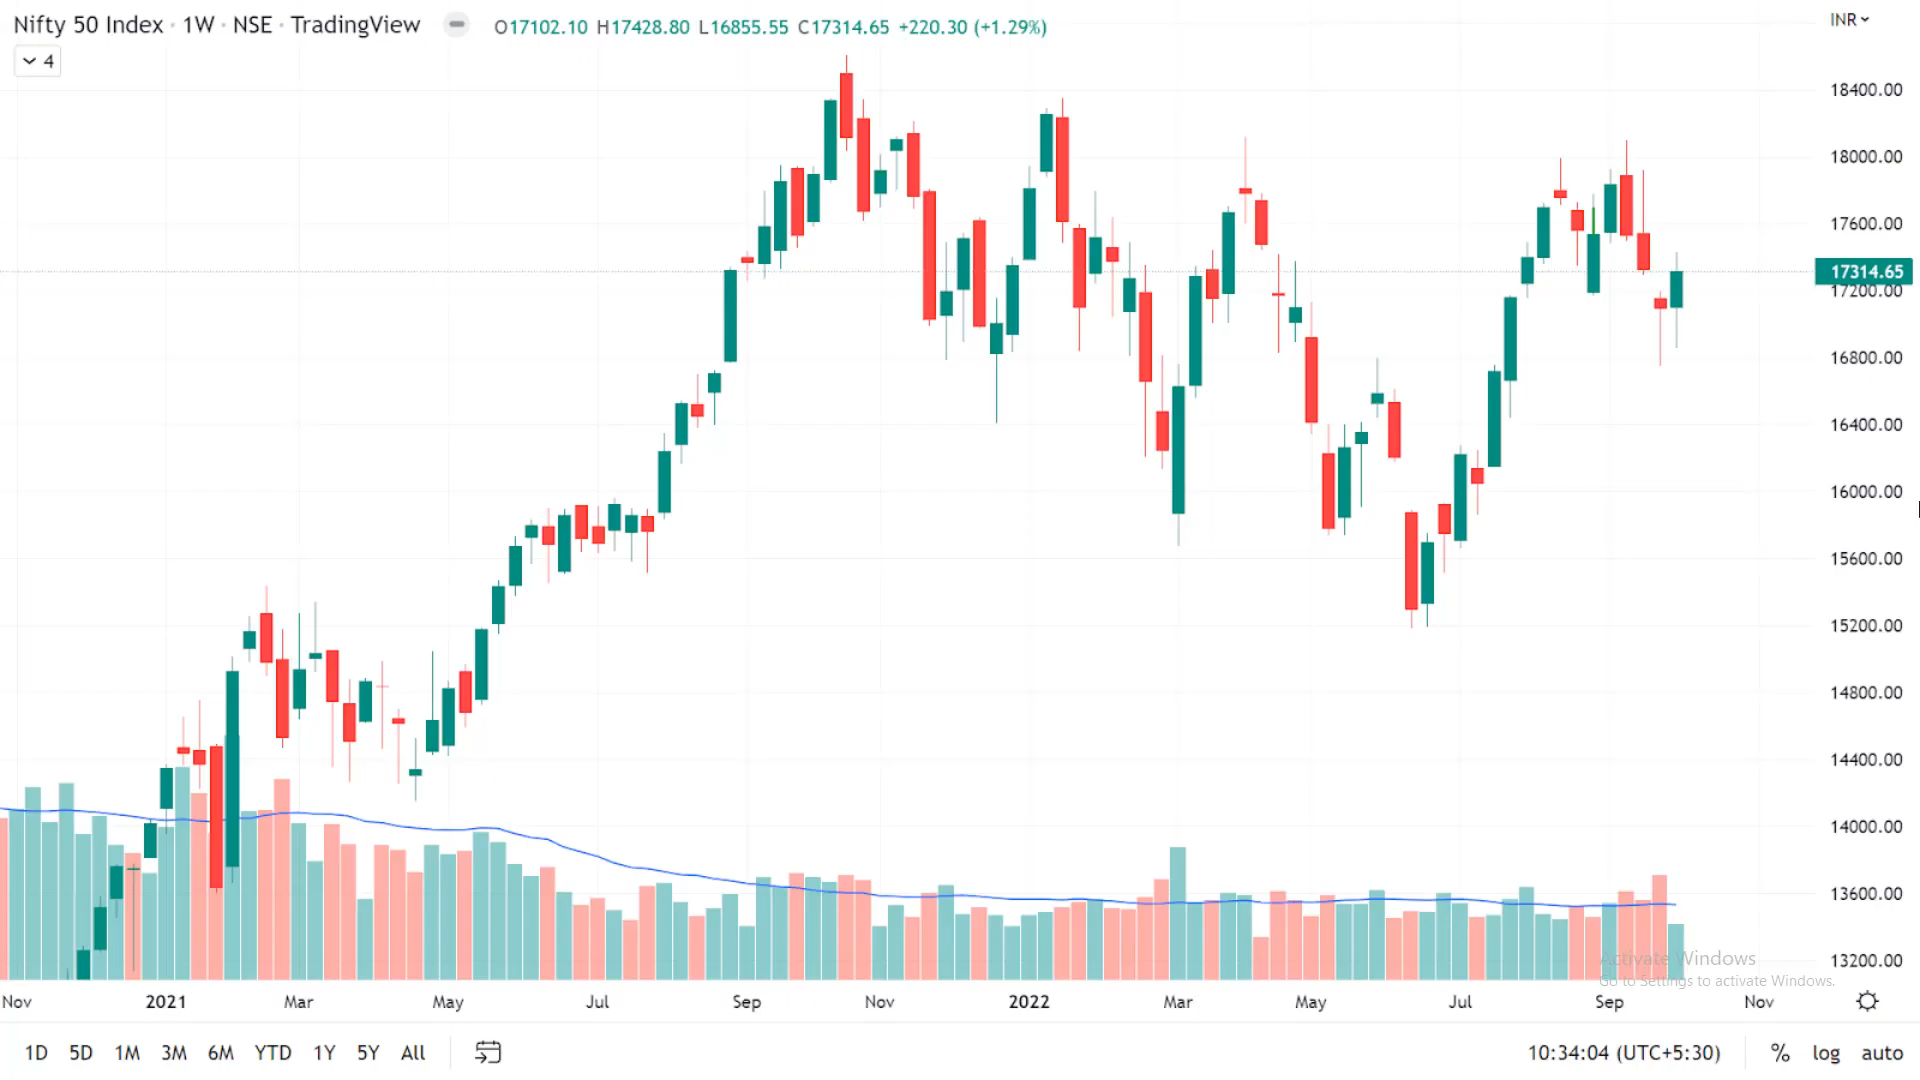 Nifty 50 Index · 1W · NSE · TradingView O17102.10 H17428.80 L16855.55 C17314.65 +220.30 (+1.29%)
INR
4
18400.00
18000.00
17600.00
17314.65
17200.00
16800.00
16400.00
16000.00
15600.00
15200.00
14800.00
14400.00
14000.00
13600.00
13200.00
Activate Windows
Go to Settings to activate Windows.
Nov 2021 Mar May Jul Sep Nov 2022 Mar May Jul Sep Nov
1D 5D 1M 3M 6M YTD 1Y 5Y All 10:34:04 (UTC+5:30) % log auto